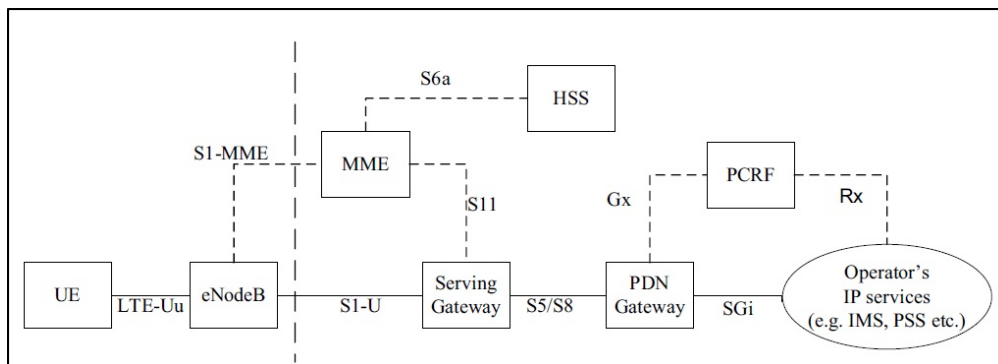 S6a
HSS
S1-MME
MME
PCRF
S11
Gx
Rx
UE
LTE-Uu
eNodeB
S1-U
Serving
Gateway
S5/S8
PDN
Gateway
SGi
Operator's
IP services
(e.g. IMS, PSS etc.)